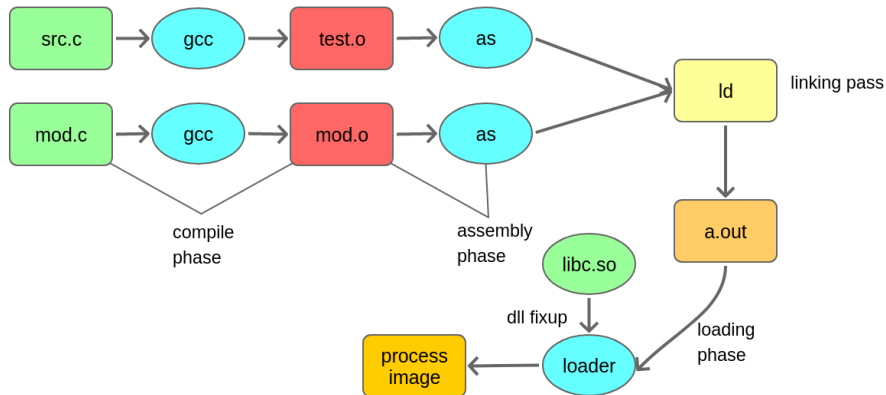 src.c
gcc
test.o
as
ld
linking pass
mod.c
gcc
mod.o
as
compile
phase
assembly
phase
a.out
libc.so
dll fixup
loading
phase
process
image
loader